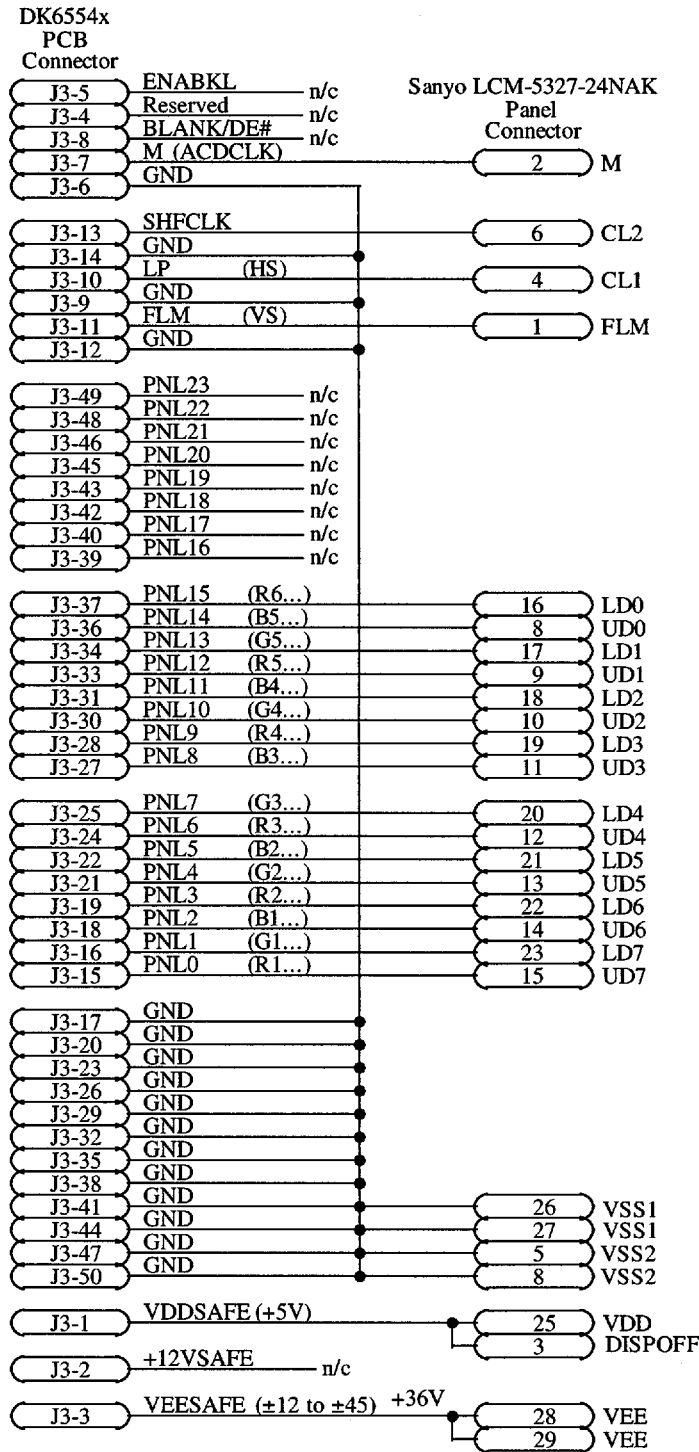 DK6554x
PCB
Connector
Sanyo LCM-5327-24NAK
Panel
Connector
J3-5 ENABKL n/c
J3-4 Reserved n/c
J3-8 BLANK/DE# n/c
J3-7 M (ACDCLK) 2 M
J3-6 GND
J3-13 SHFCLK 6 CL2
J3-14 GND
J3-10 LP (HS) 4 CL1
J3-9 GND
J3-11 FLM (VS) 1 FLM
J3-12 GND
J3-49 PNL23 n/c
J3-48 PNL22 n/c
J3-46 PNL21 n/c
J3-45 PNL20 n/c
J3-43 PNL19 n/c
J3-42 PNL18 n/c
J3-40 PNL17 n/c
J3-39 PNL16 n/c
J3-37 PNL15 (R6...) 16 LD0
J3-36 PNL14 (B5...) 8 UD0
J3-34 PNL13 (G5...) 17 LD1
J3-33 PNL12 (R5...) 9 UD1
J3-31 PNL11 (B4...) 18 LD2
J3-30 PNL10 (G4...) 10 UD2
J3-28 PNL9 (R4...) 19 LD3
J3-27 PNL8 (B3...) 11 UD3
J3-25 PNL7 (G3...) 20 LD4
J3-24 PNL6 (R3...) 12 UD4
J3-22 PNL5 (B2...) 21 LD5
J3-21 PNL4 (G2...) 13 UD5
J3-19 PNL3 (R2...) 22 LD6
J3-18 PNL2 (B1...) 14 UD6
J3-16 PNL1 (G1...) 23 LD7
J3-15 PNL0 (R1...) 15 UD7
J3-17 GND
J3-20 GND
J3-23 GND
J3-26 GND
J3-29 GND
J3-32 GND
J3-35 GND
J3-38 GND
J3-41 GND 26 VSS1
J3-44 GND 27 VSS1
J3-47 GND 5 VSS2
J3-50 GND 8 VSS2
J3-1 VDDSAFE (+5V) 25 VDD
3 DISPOFF
J3-2 +12VSAFE n/c
J3-3 VEESAFE (±12 to ±45) +36V 28 VEE
29 VEE